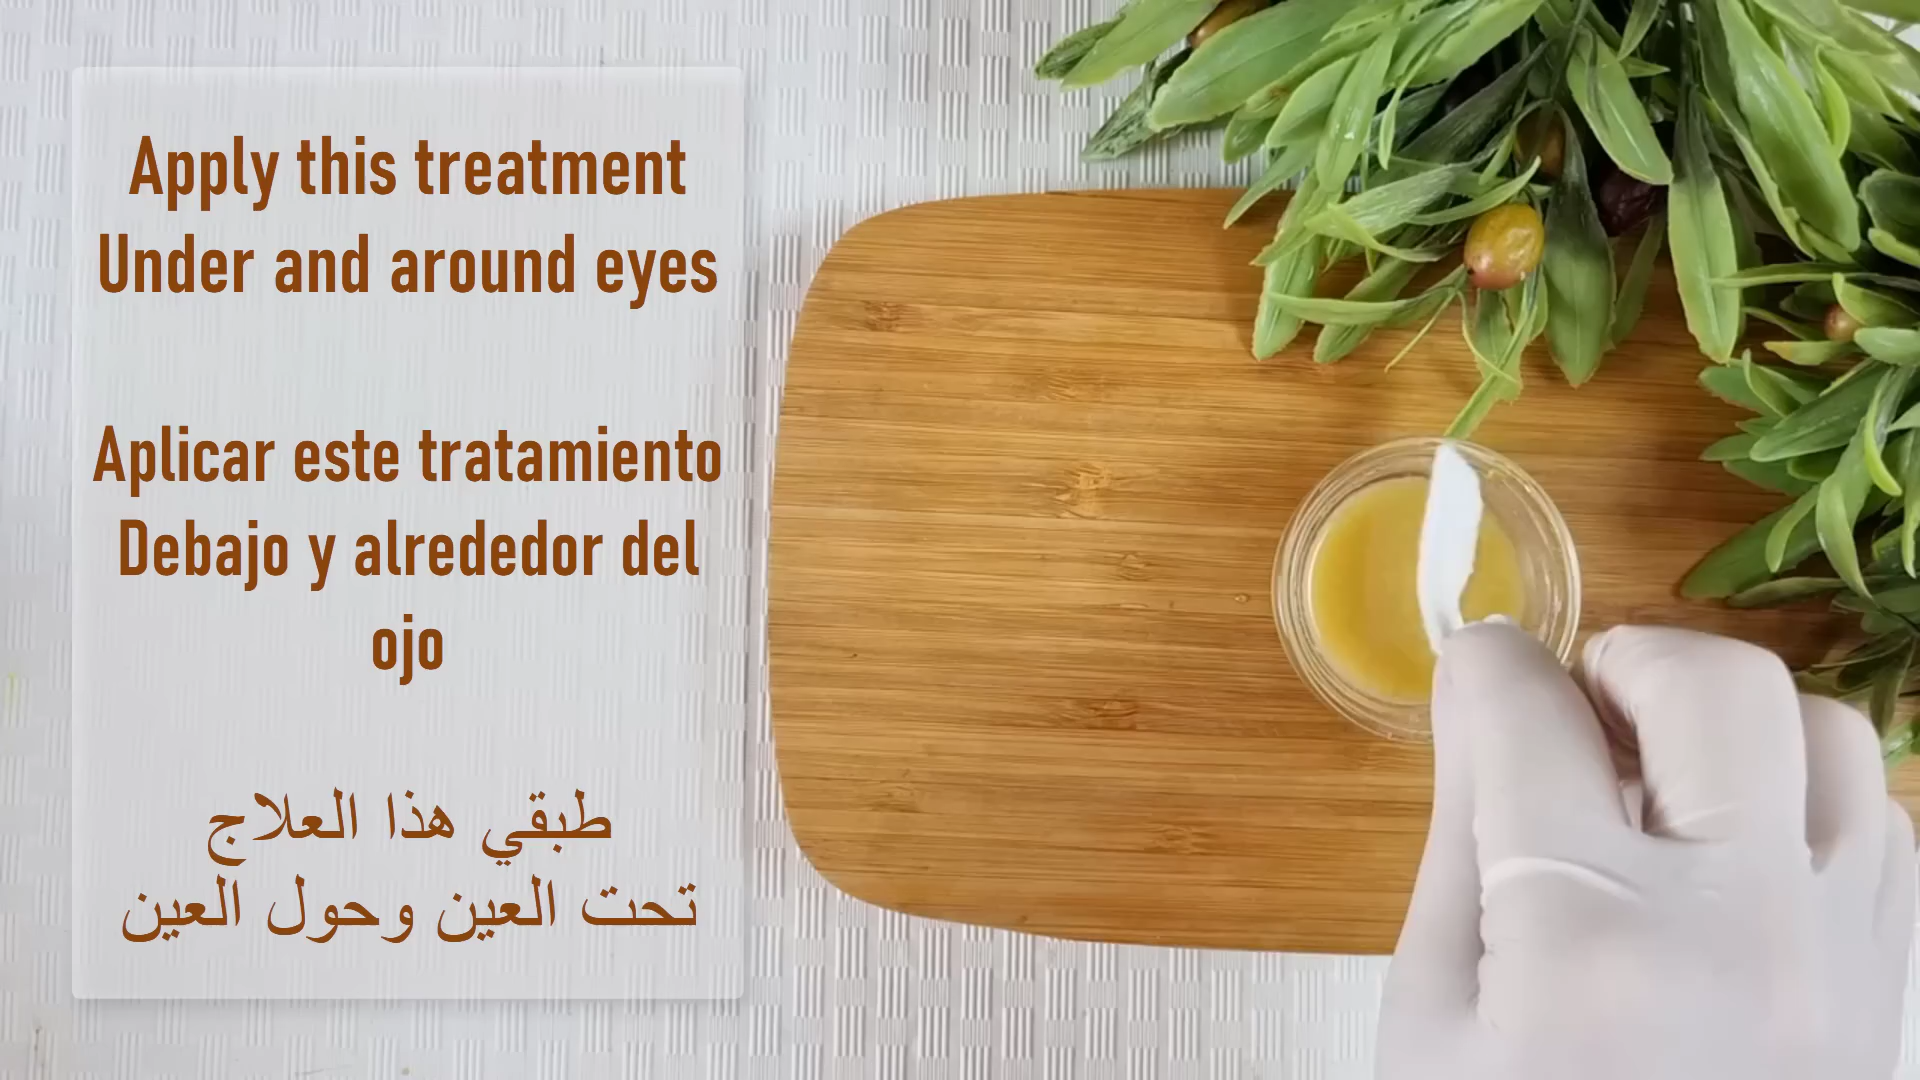 Apply this treatment
Under and around eyes
Aplicar este tratamiento
Debajo y alrededor del
ojo
طبقي هذا العلاج
تحت العين وحول العين